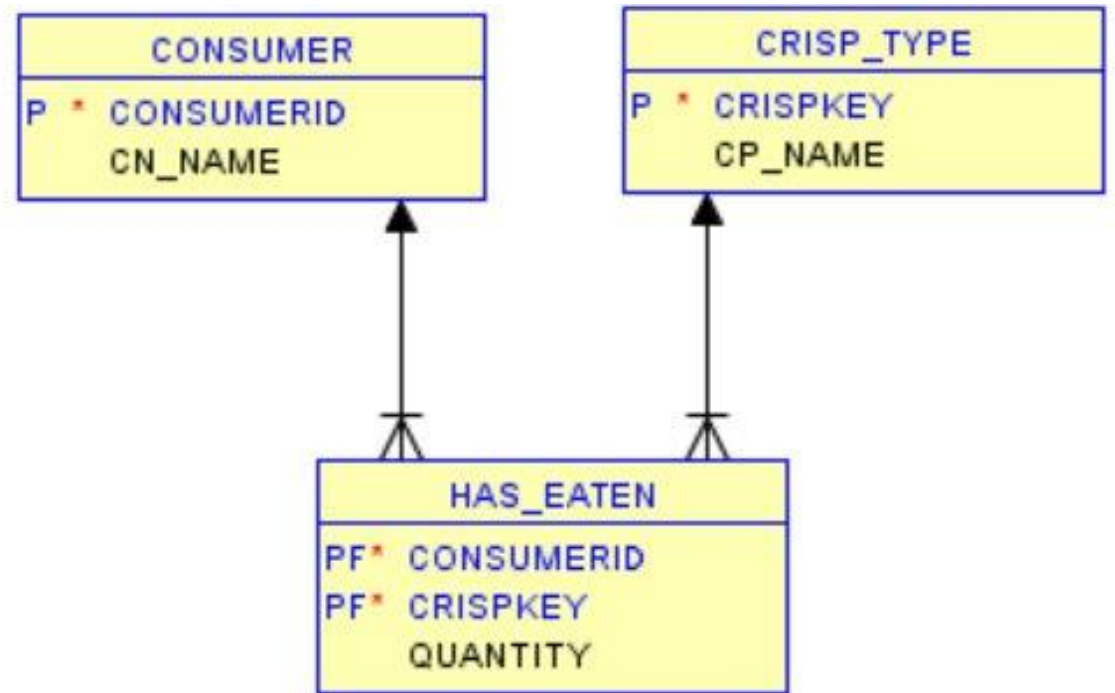 CONSUMER
P * CONSUMERID
CN_NAME
CRISP_TYPE
P * CRISPKEY
CP_NAME
HAS_EATEN
PF* CONSUMERID
PF* CRISPKEY
QUANTITY